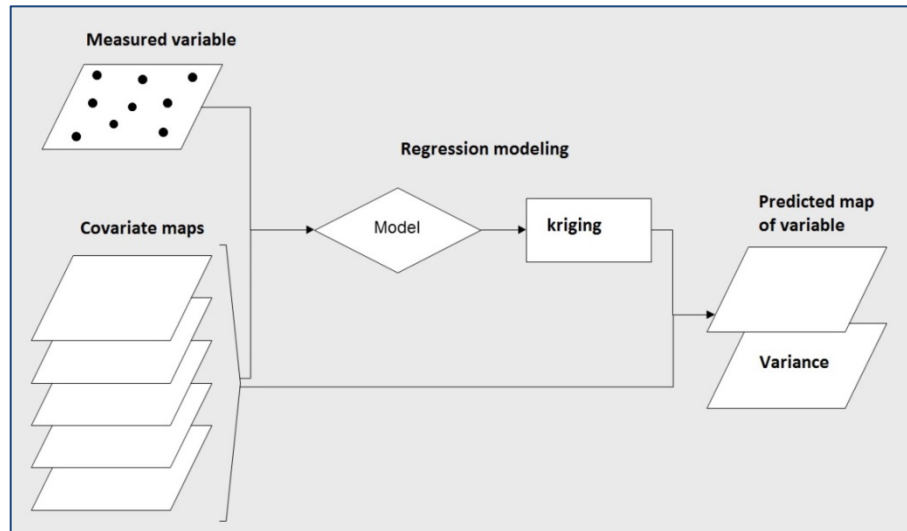 Measured variable
Regression modeling
Covariate maps
Model
kriging
Predicted map
of variable
Variance